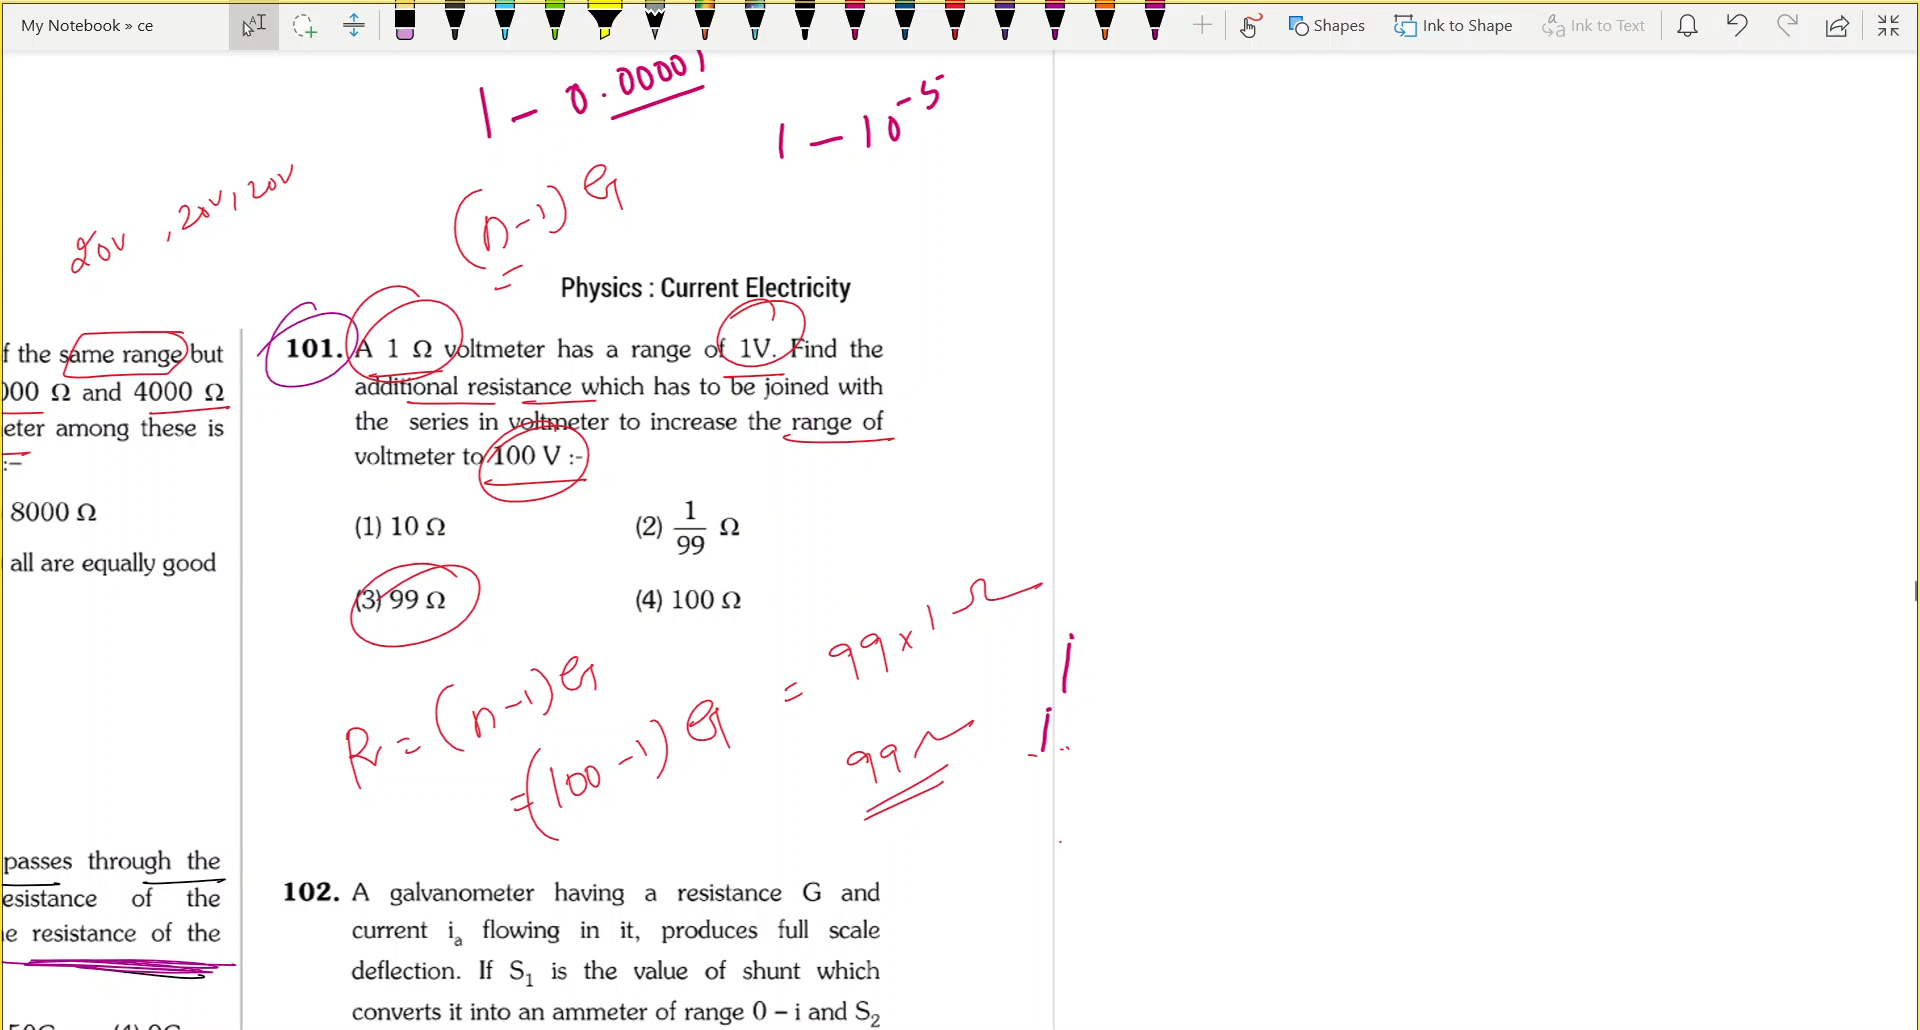 My Notebook » ce
Shapes
Ink to Shape
Ink to Text
1 - 0.00001
1 - 10⁻⁵
20V, 20V, 20V
(n-1) G
Physics : Current Electricity
f the same range but
000 Ω and 4000 Ω
eter among these is
:–
8000 Ω
all are equally good
passes through the
esistance of the
e resistance of the
50G (4) 9G
101. A 1 Ω voltmeter has a range of 1V. Find the
additional resistance which has to be joined with
the series in voltmeter to increase the range of
voltmeter to 100 V :-
(1) 10 Ω (2) 1/99 Ω
(3) 99 Ω (4) 100 Ω
R = (n-1) G
= (100-1) G = 99 x 1 Ω
99 Ω
i
i
102. A galvanometer having a resistance G and
current iₐ flowing in it, produces full scale
deflection. If S₁ is the value of shunt which
converts it into an ammeter of range 0 – i and S₂